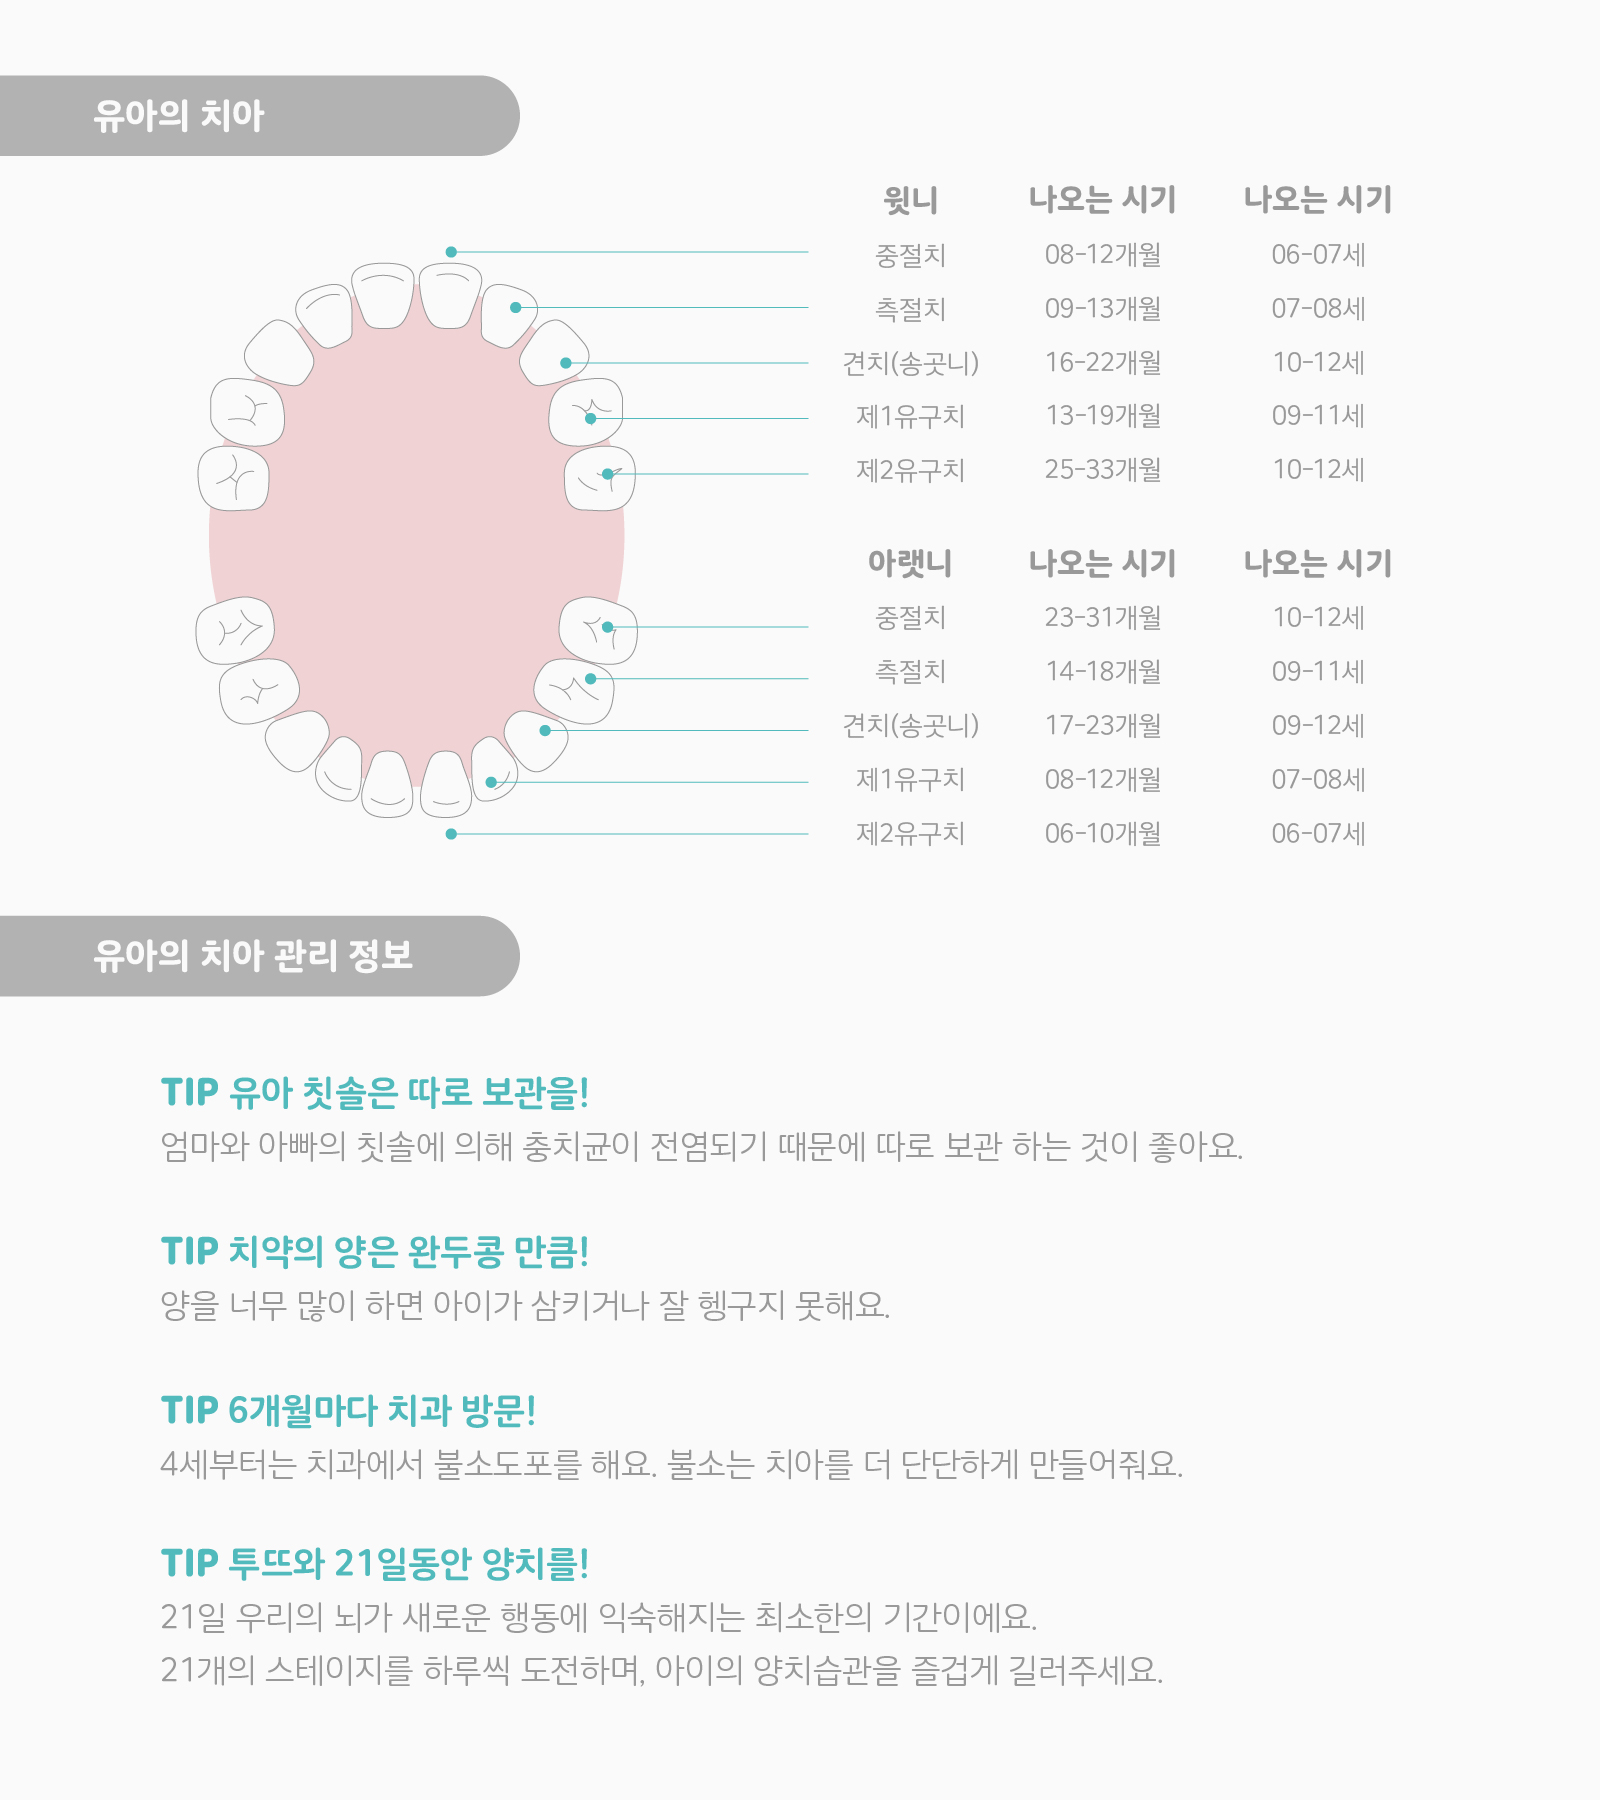 유아의 치아
윗니 나오는 시기 나오는 시기
중절치 08-12개월 06-07세
측절치 09-13개월 07-08세
견치(송곳니) 16-22개월 10-12세
제1유구치 13-19개월 09-11세
제2유구치 25-33개월 10-12세
아랫니 나오는 시기 나오는 시기
중절치 23-31개월 10-12세
측절치 14-18개월 09-11세
견치(송곳니) 17-23개월 09-12세
제1유구치 08-12개월 07-08세
제2유구치 06-10개월 06-07세
유아의 치아 관리 정보
TIP 유아 칫솔은 따로 보관을!
엄마와 아빠의 칫솔에 의해 충치균이 전염되기 때문에 따로 보관 하는 것이 좋아요.
TIP 치약의 양은 완두콩 만큼!
양을 너무 많이 하면 아이가 삼키거나 잘 헹구지 못해요.
TIP 6개월마다 치과 방문!
4세부터는 치과에서 불소도포를 해요. 불소는 치아를 더 단단하게 만들어줘요.
TIP 투뜨와 21일동안 양치를!
21일 우리의 뇌가 새로운 행동에 익숙해지는 최소한의 기간이에요.
21개의 스테이지를 하루씩 도전하며, 아이의 양치습관을 즐겁게 길러주세요.